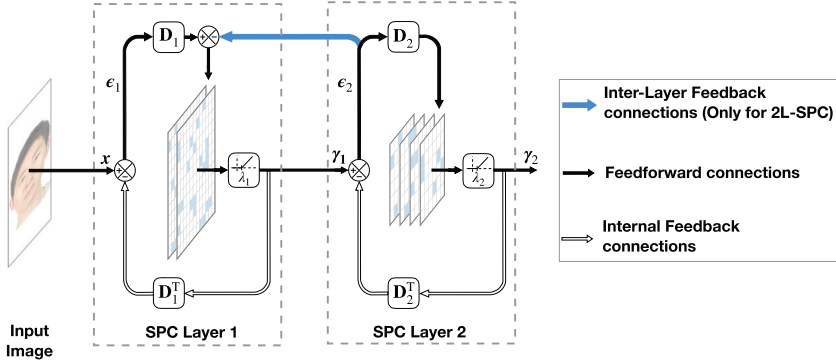 D₁
D₂
ϵ₁
ϵ₂
x
γ₁
γ₂
λ₁
λ₂
D₁ᵀ
D₂ᵀ
Input
Image
SPC Layer 1
SPC Layer 2
Inter-Layer Feedback
connections (Only for 2L-SPC)
Feedforward connections
Internal Feedback
connections